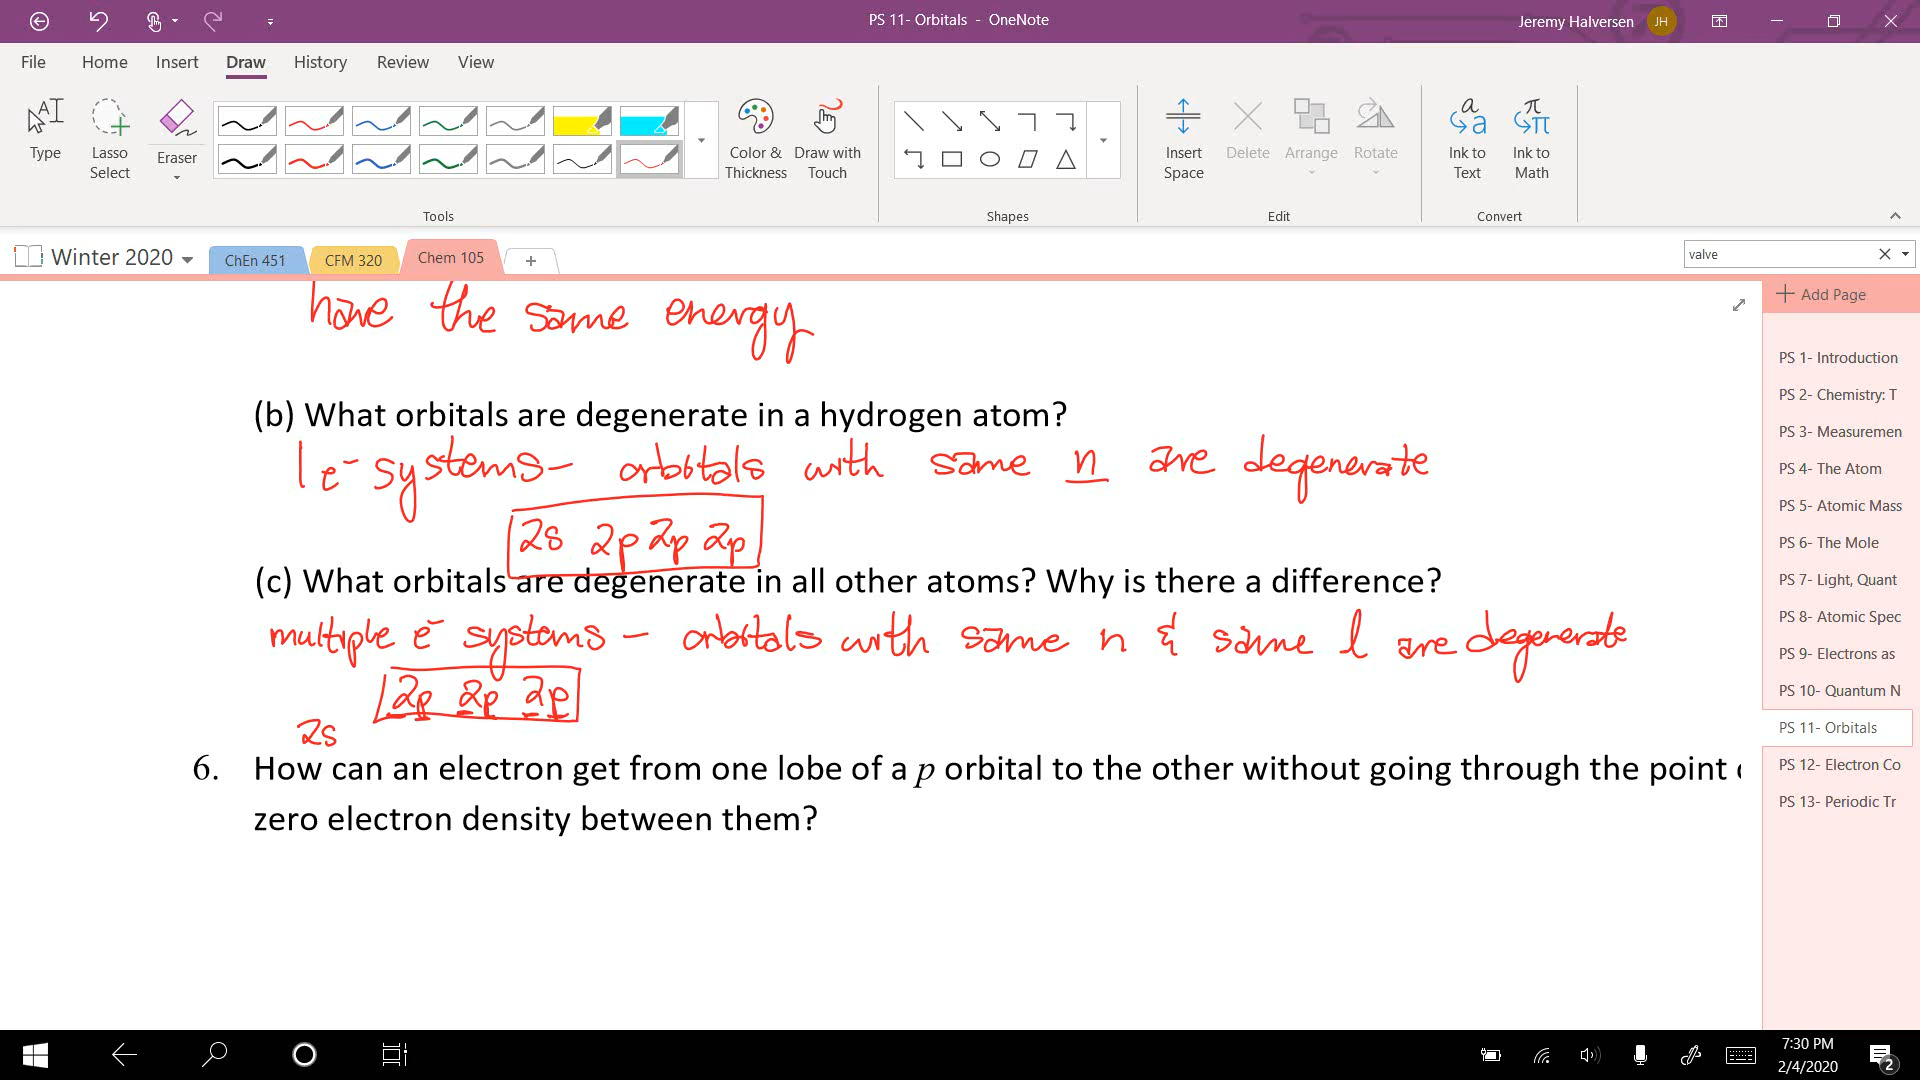 PS 11- Orbitals - OneNote
Jeremy Halversen JH
File Home Insert Draw History Review View
Type
Lasso Select
Eraser
Color & Thickness
Draw with Touch
Insert Space
Delete
Arrange
Rotate
Ink to Text
Ink to Math
Tools
Shapes
Edit
Convert
Winter 2020
ChEn 451
CFM 320
Chem 105
valve
Add Page
have the same energy
(b) What orbitals are degenerate in a hydrogen atom?
1 e- systems - orbitals with same n are degenerate
2s 2p 2p 2p
(c) What orbitals are degenerate in all other atoms? Why is there a difference?
multiple e- systems - orbitals with same n & same l are degenerate
2p 2p 2p
2s
6. How can an electron get from one lobe of a p orbital to the other without going through the point
zero electron density between them?
PS 1- Introduction
PS 2- Chemistry: T
PS 3- Measuremen
PS 4- The Atom
PS 5- Atomic Mass
PS 6- The Mole
PS 7- Light, Quant
PS 8- Atomic Spec
PS 9- Electrons as
PS 10- Quantum N
PS 11- Orbitals
PS 12- Electron Co
PS 13- Periodic Tr
7:30 PM
2/4/2020
2